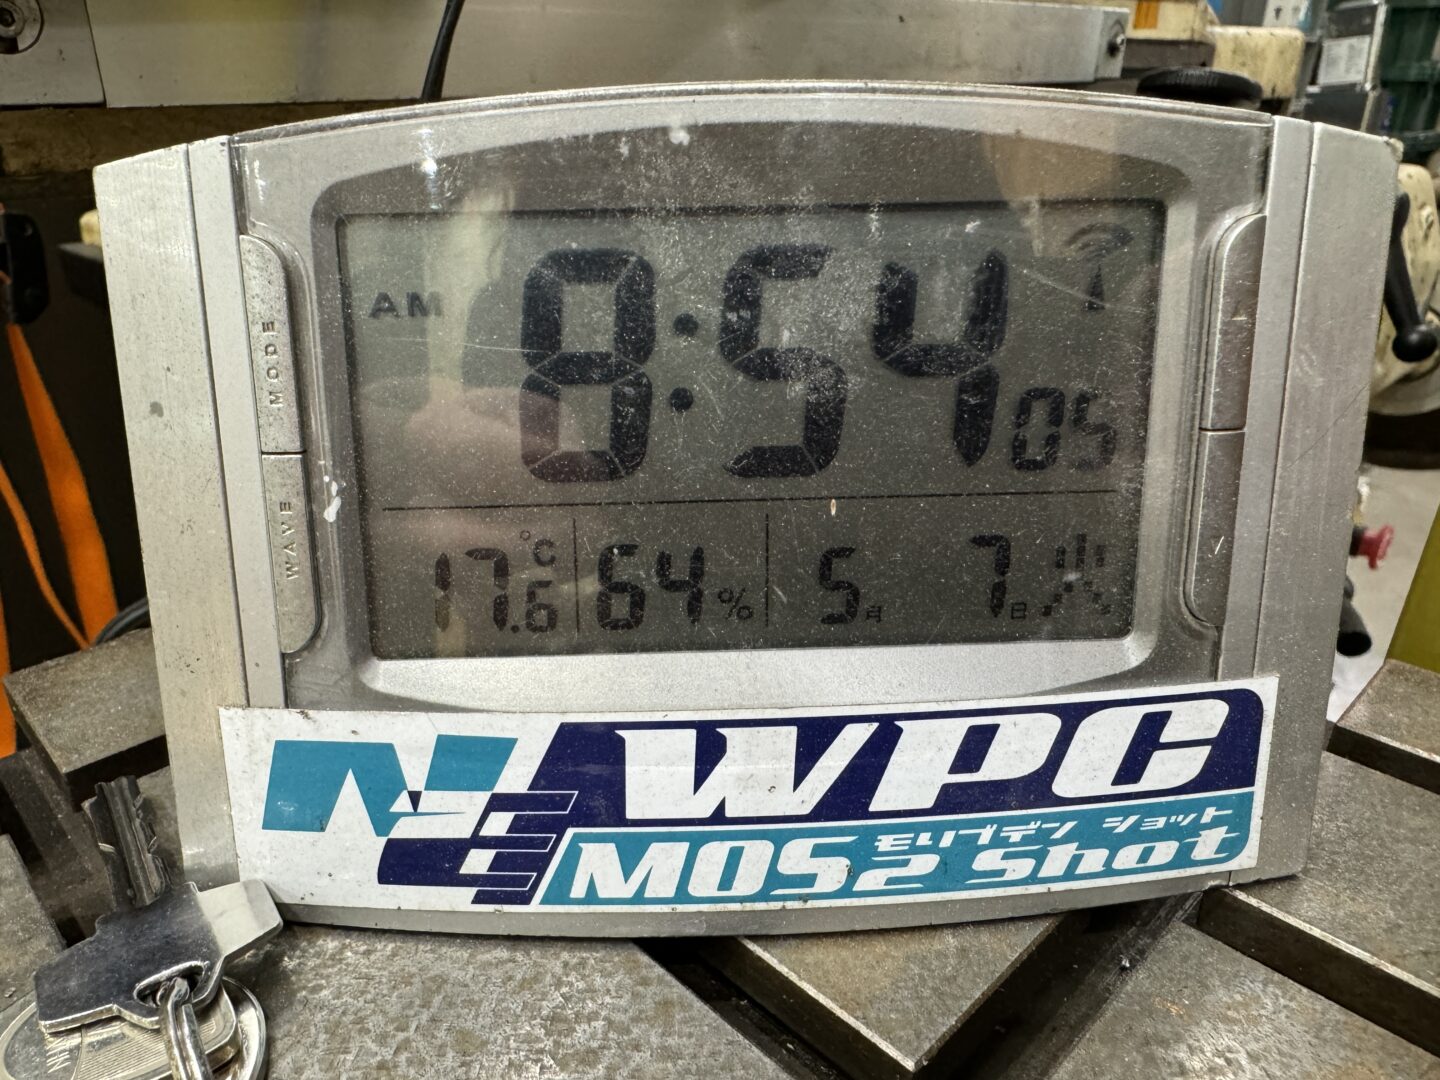 AM 8:54 05
17.6 °C 64 % 5 月 7 日 火
MODE
WAVE
NE WPC
モリブデン ショット
MOS2 Shot